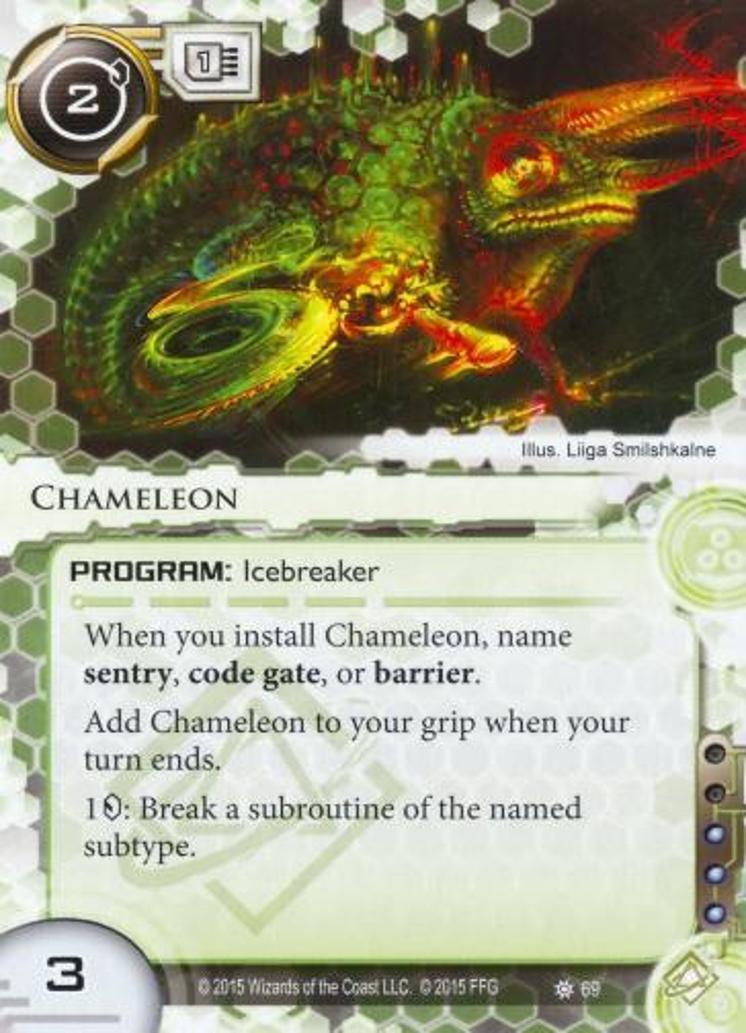 2
1
Illus. Liiga Smilshkalne
CHAMELEON
PROGRAM: Icebreaker
When you install Chameleon, name
sentry, code gate, or barrier.
Add Chameleon to your grip when your
turn ends.
1: Break a subroutine of the named
subtype.
3
© 2015 Wizards of the Coast LLC. © 2015 FFG
69